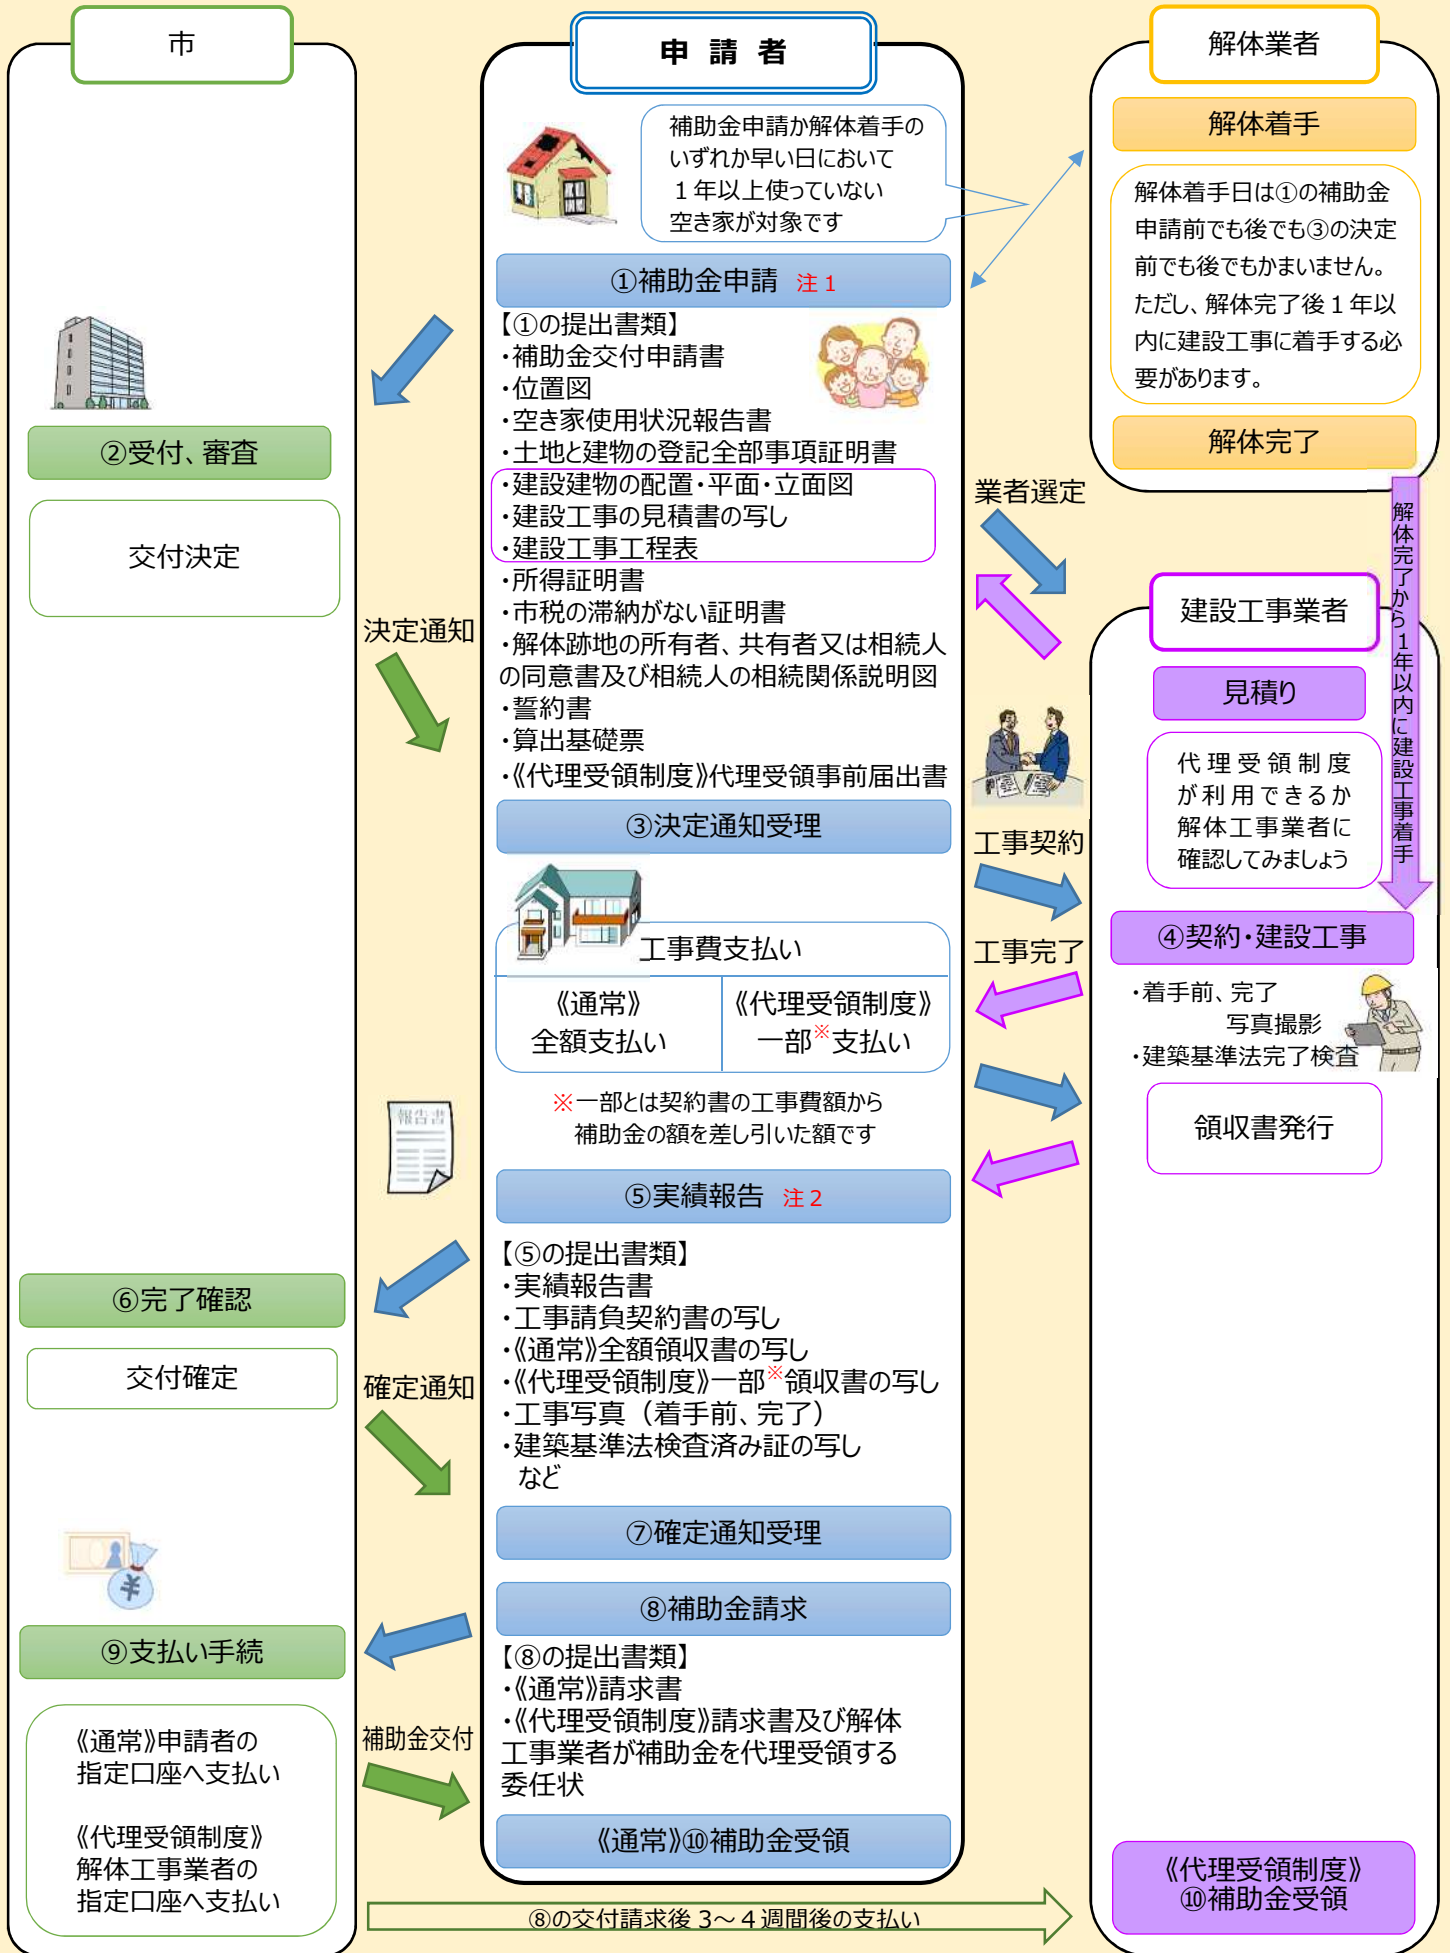 市
申請者
解体業者
解体着手
補助金申請か解体着手の
いずれか早い日において
１年以上使っていない
空き家が対象です
解体着手日は①の補助金
申請前でも後でも③の決定
前でも後でもかまいません。
ただし、解体完了後１年以
内に建設工事に着手する必
要があります。
解体完了
①補助金申請 注１
【①の提出書類】
・補助金交付申請書
・位置図
・空き家使用状況報告書
・土地と建物の登記全部事項証明書
・建設建物の配置・平面・立面図
・建設工事の見積書の写し
・建設工事工程表
・所得証明書
・市税の滞納がない証明書
・解体跡地の所有者、共有者又は相続人
の同意書及び相続人の相続関係説明図
・誓約書
・算出基礎票
・《代理受領制度》代理受領事前届出書
②受付、審査
交付決定
決定通知
業者選定
解体完了から１年以内に建設工事着手
建設工事業者
見積り
代理受領制度
が利用できるか
解体工事業者に
確認してみましょう
③決定通知受理
工事契約
④契約・建設工事
工事費支払い
《通常》
全額支払い
《代理受領制度》
一部※支払い
工事完了
・着手前、完了
写真撮影
・建築基準法完了検査
※一部とは契約書の工事費額から
補助金の額を差し引いた額です
領収書発行
報告書
⑤実績報告 注２
【⑤の提出書類】
・実績報告書
・工事請負契約書の写し
・《通常》全額領収書の写し
・《代理受領制度》一部※領収書の写し
・工事写真（着手前、完了）
・建築基準法検査済み証の写し
など
⑥完了確認
交付確定
確定通知
⑦確定通知受理
⑧補助金請求
【⑧の提出書類】
・《通常》請求書
・《代理受領制度》請求書及び解体
工事業者が補助金を代理受領する
委任状
¥
⑨支払い手続
《通常》申請者の
指定口座へ支払い
《代理受領制度》
解体工事業者の
指定口座へ支払い
補助金交付
《通常》⑩補助金受領
《代理受領制度》
⑩補助金受領
⑧の交付請求後３～４週間後の支払い